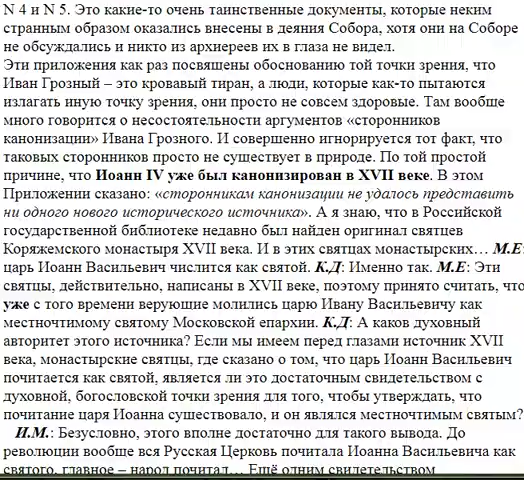 N 4 и N 5. Это какие-то очень таинственные документы, которые неким
странным образом оказались внесены в деяния Собора, хотя они на Соборе
не обсуждались и никто из архиереев их в глаза не видел.
Эти приложения как раз посвящены обоснованию той точки зрения, что
Иван Грозный – это кровавый тиран, а люди, которые как-то пытаются
излагать иную точку зрения, они просто не совсем здоровые. Там вообще
много говорится о несостоятельности аргументов «сторонников
канонизации» Ивана Грозного. И совершенно игнорируется тот факт, что
таковых сторонников просто не существует в природе. По той простой
причине, что Иоанн IV уже был канонизирован в XVII веке. В этом
Приложении сказано: «сторонникам канонизации не удалось представить
ни одного нового исторического источника». А я знаю, что в Российской
государственной библиотеке недавно был найден оригинал святцев
Коряжемского монастыря XVII века. И в этих святцах монастырских… М.Е:
царь Иоанн Васильевич числится как святой. К.Д: Именно так. М.Е: Эти
святцы, действительно, написаны в XVII веке, поэтому принято считать, что
уже с того времени верующие молились царю Ивану Васильевичу как
местночтимому святому Московской епархии. К.Д: А каков духовный
авторитет этого источника? Если мы имеем перед глазами источник XVII
века, монастырские святцы, где сказано о том, что царь Иоанн Васильевич
почитается как святой, является ли это достаточным свидетельством с
духовной, богословской точки зрения для того, чтобы утверждать, что
почитание царя Иоанна существовало, и он являлся местночтимым святым?
И.М.: Безусловно, этого вполне достаточно для такого вывода. До
революции вообще вся Русская Церковь почитала Иоанна Васильевича как
святого, главное – народ почитал… Ещё одним свидетельством